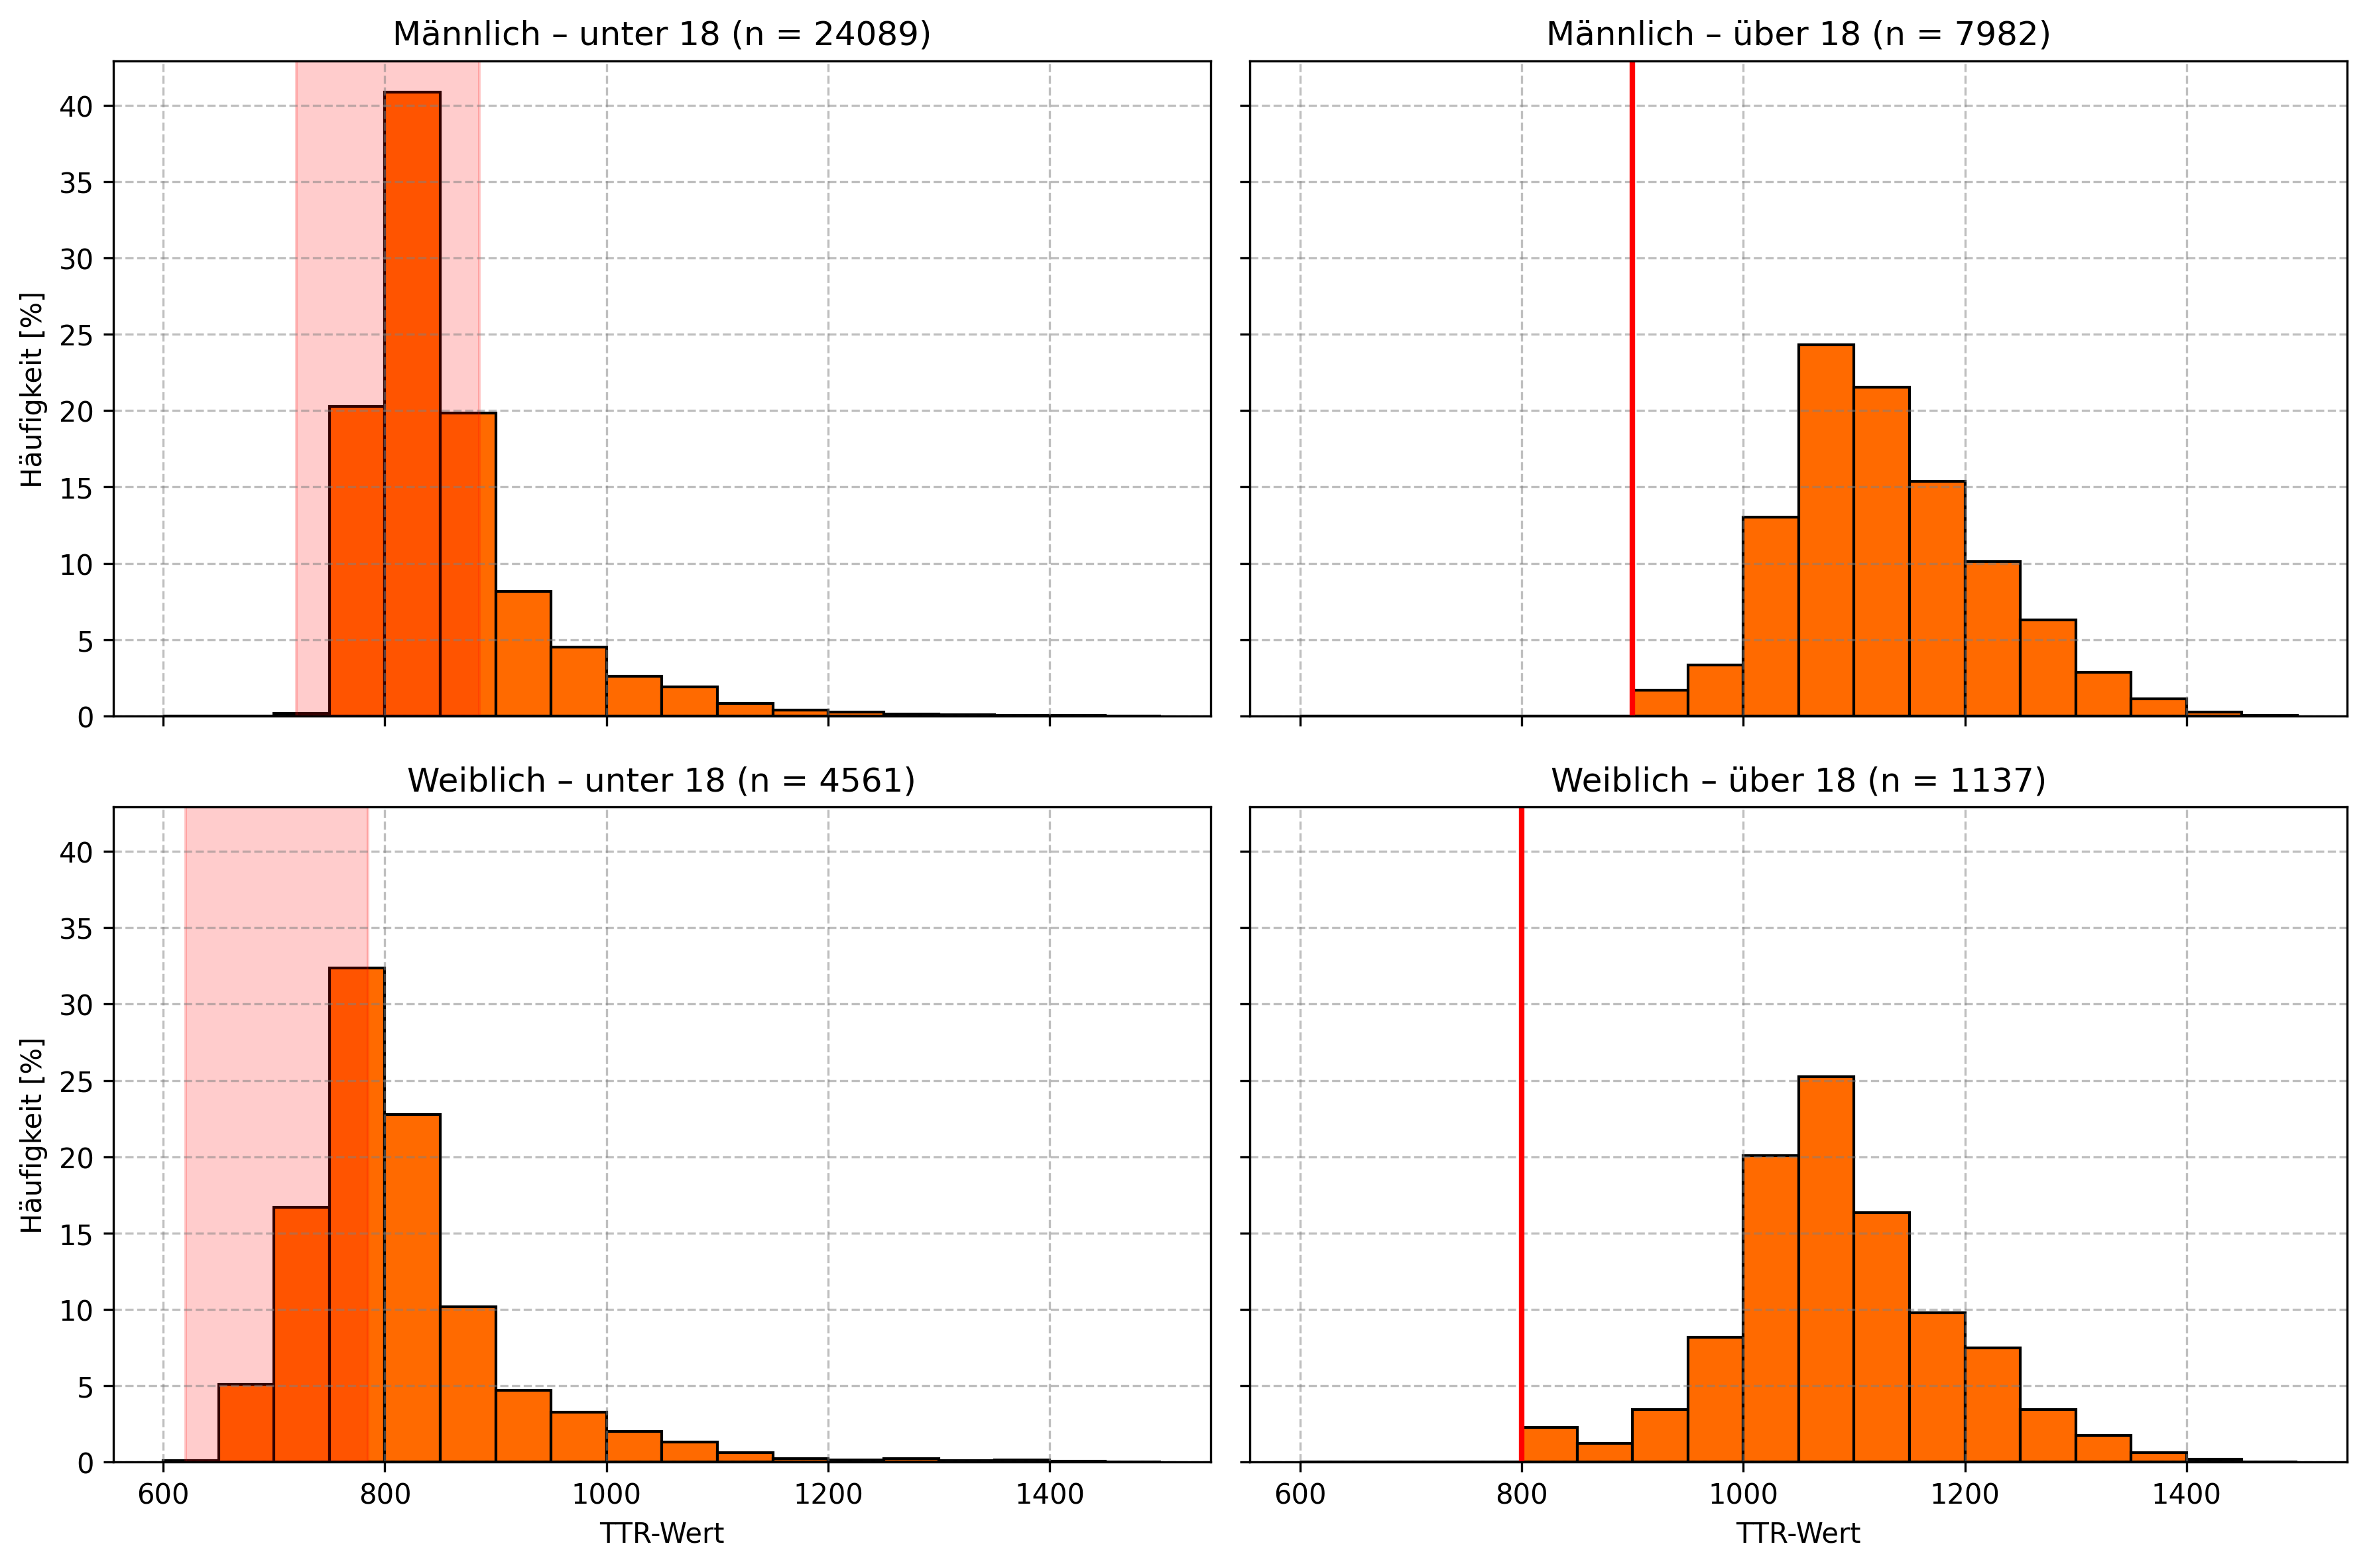 Männlich – unter 18 (n = 24089)
Männlich – über 18 (n = 7982)
Häufigkeit [%]
40
35
30
25
20
15
10
5
0
Weiblich – unter 18 (n = 4561)
Weiblich – über 18 (n = 1137)
Häufigkeit [%]
40
35
30
25
20
15
10
5
0
600 800 1000 1200 1400
TTR-Wert
600 800 1000 1200 1400
TTR-Wert